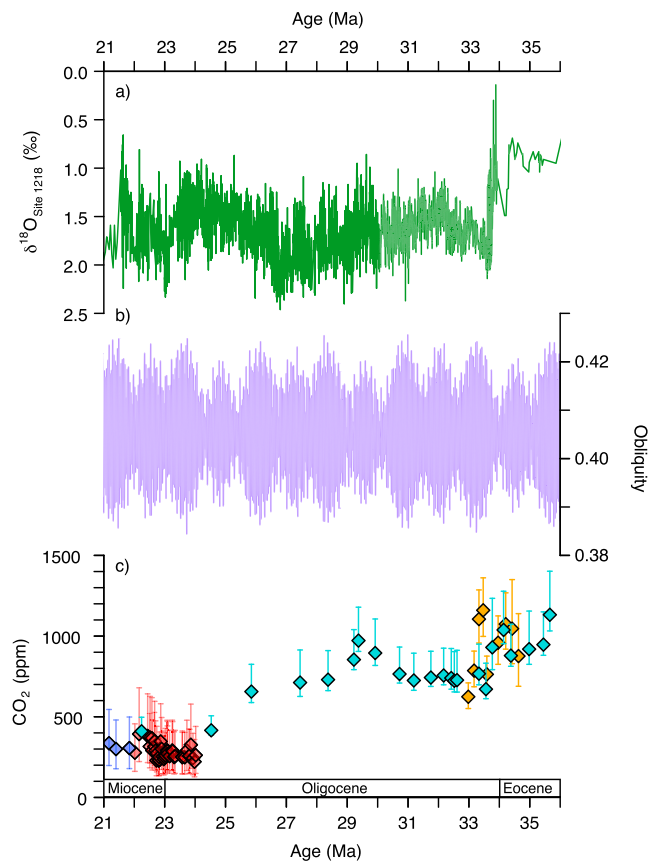 Age (Ma)
21 23 25 27 29 31 33 35
a)
0.0
0.5
1.0
1.5
2.0
2.5
δ¹⁸O Site 1218 (‰)
b)
0.42
0.40
0.38
Obliquity
c)
1500
1000
500
0
CO₂ (ppm)
Miocene Oligocene Eocene
21 23 25 27 29 31 33 35
Age (Ma)